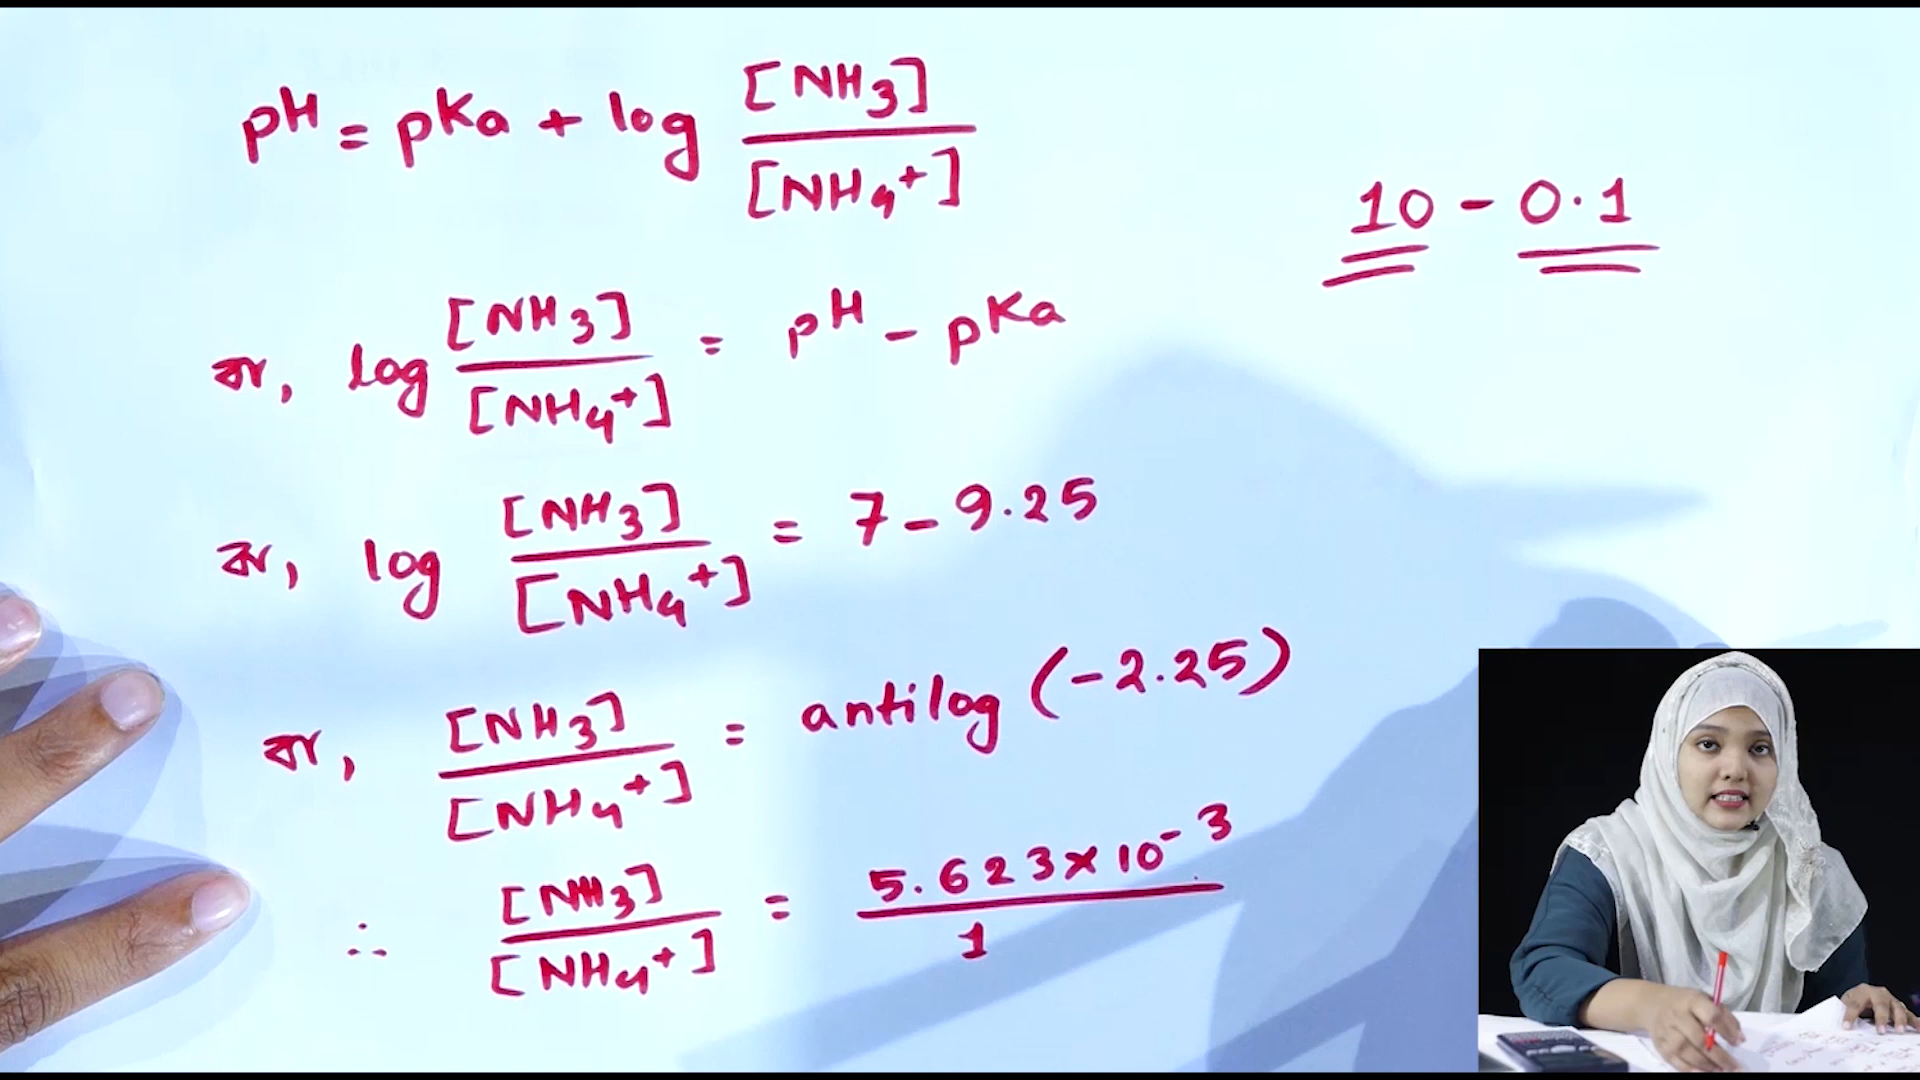 pH = pKa + log [NH3] / [NH4+]
10 - 0.1
বা, log [NH3] / [NH4+] = pH - pKa
বা, log [NH3] / [NH4+] = 7 - 9.25
বা, [NH3] / [NH4+] = antilog (-2.25)
∴ [NH3] / [NH4+] = 5.623×10-3 / 1